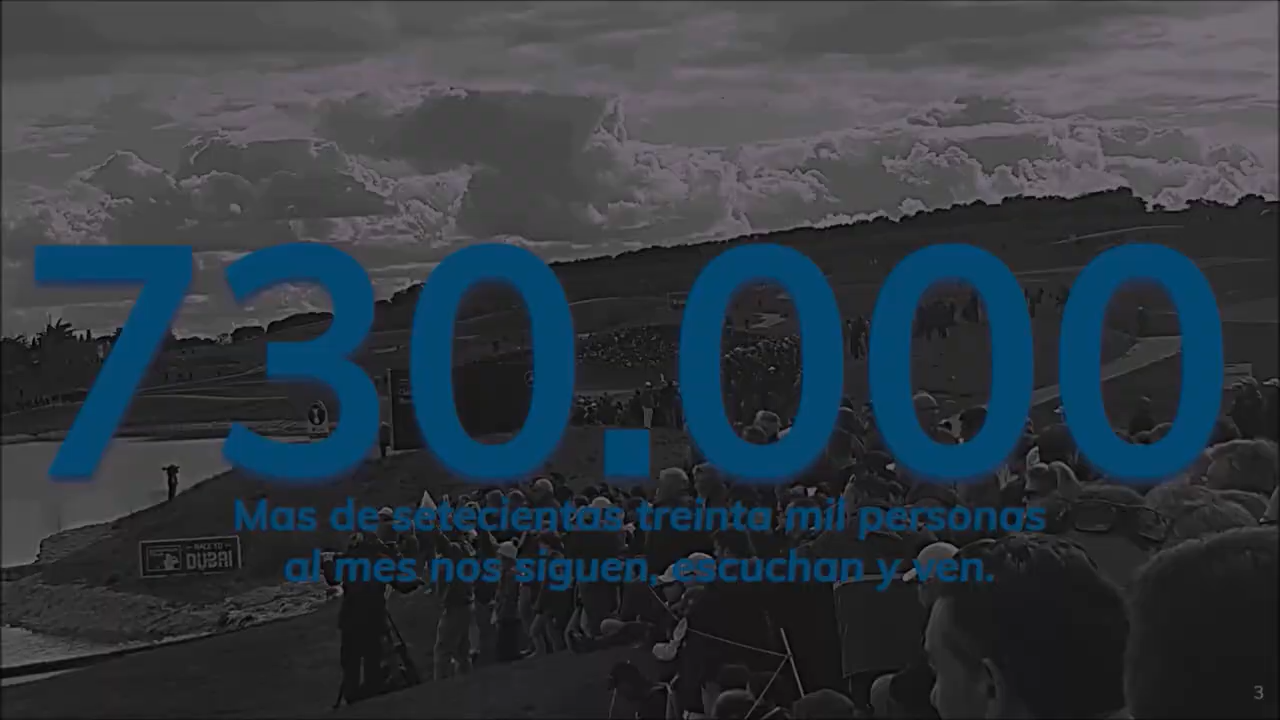 730.000
Mas de setecientas treinta mil personas
al mes nos siguen, escuchan y ven.
RACE TO
DUBAI
3